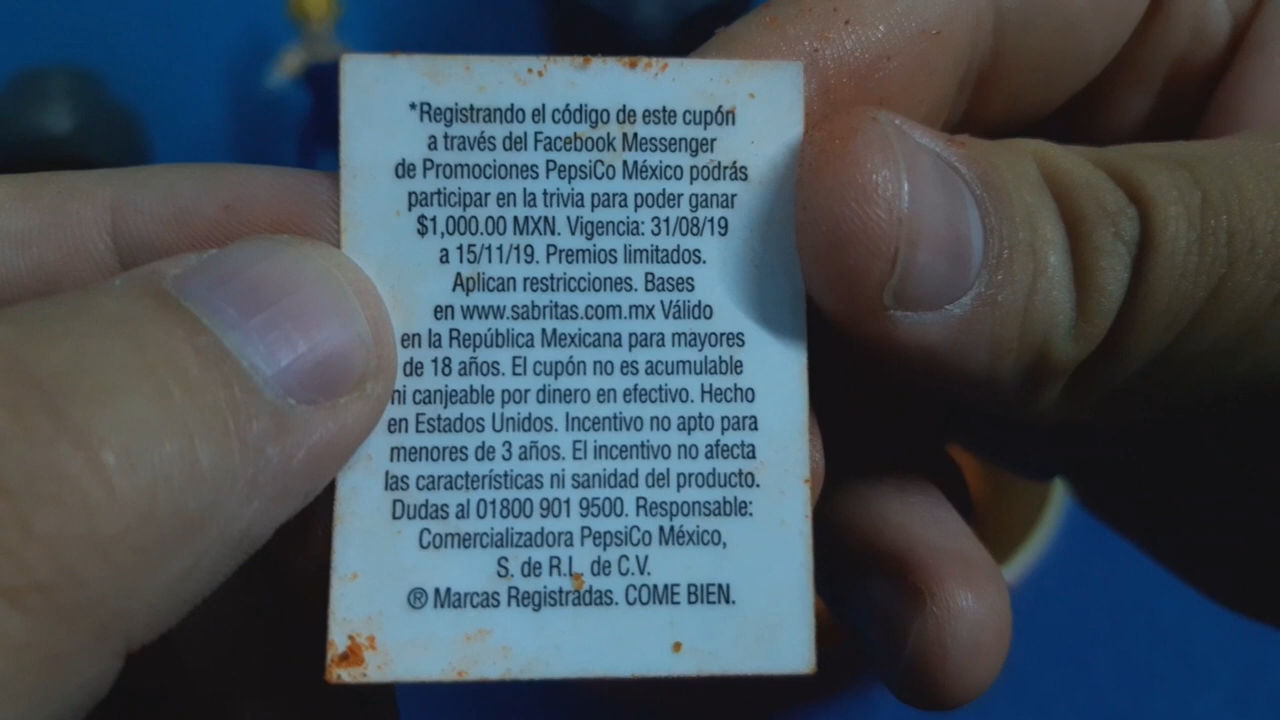 *Registrando el código de este cupón
a través del Facebook Messenger
de Promociones PepsiCo México podrás
participar en la trivia para poder ganar
$1,000.00 MXN. Vigencia: 31/08/19
a 15/11/19. Premios limitados.
Aplican restricciones. Bases
en www.sabritas.com.mx Válido
en la República Mexicana para mayores
de 18 años. El cupón no es acumulable
ni canjeable por dinero en efectivo. Hecho
en Estados Unidos. Incentivo no apto para
menores de 3 años. El incentivo no afecta
las características ni sanidad del producto.
Dudas al 01800 901 9500. Responsable:
Comercializadora PepsiCo México,
S. de R.L. de C.V.
® Marcas Registradas. COME BIEN.